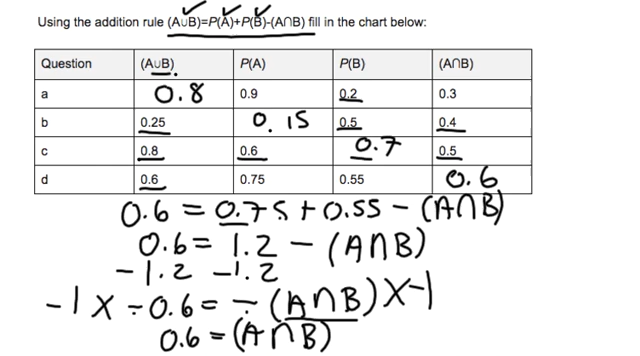 Using the addition rule (A∪B)=P(A)+P(B)-(A∩B) fill in the chart below:
Question (A∪B) P(A) P(B) (A∩B)
a 0.8 0.9 0.2 0.3
b 0.25 0.15 0.5 0.4
c 0.8 0.6 0.7 0.5
d 0.6 0.75 0.55 0.6
0.6 = 0.75 + 0.55 - (A∩B)
0.6 = 1.2 - (A∩B)
-1.2 -1.2
-1 x - 0.6 = - (A∩B) x -1
0.6 = (A∩B)